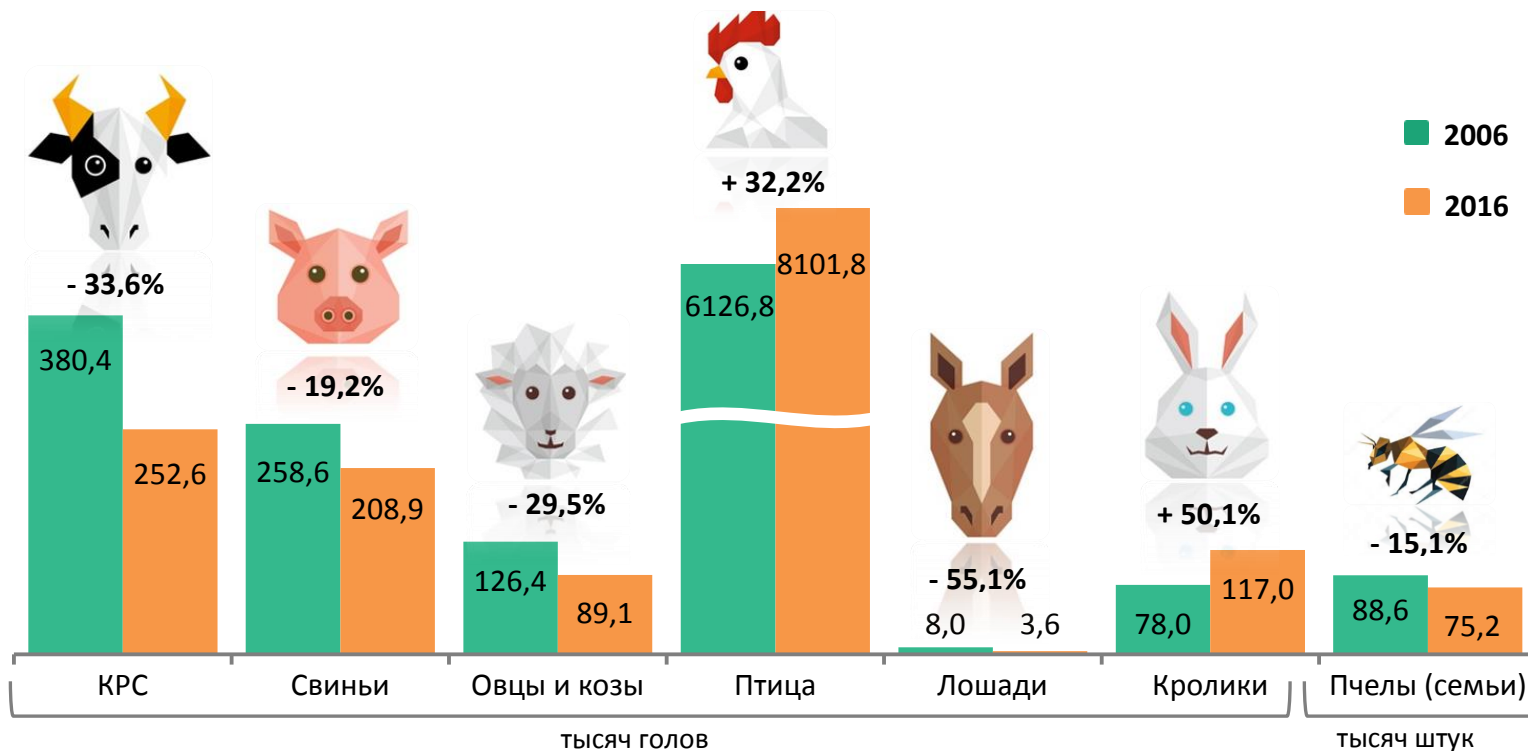 2006
2016
+ 32,2%
- 33,6%
- 19,2%
- 29,5%
- 55,1%
+ 50,1%
- 15,1%
380,4
252,6
258,6
208,9
126,4
89,1
6126,8
8101,8
8,0
3,6
78,0
117,0
88,6
75,2
КРС
Свиньи
Овцы и козы
Птица
Лошади
Кролики
Пчелы (семьи)
тысяч голов
тысяч штук